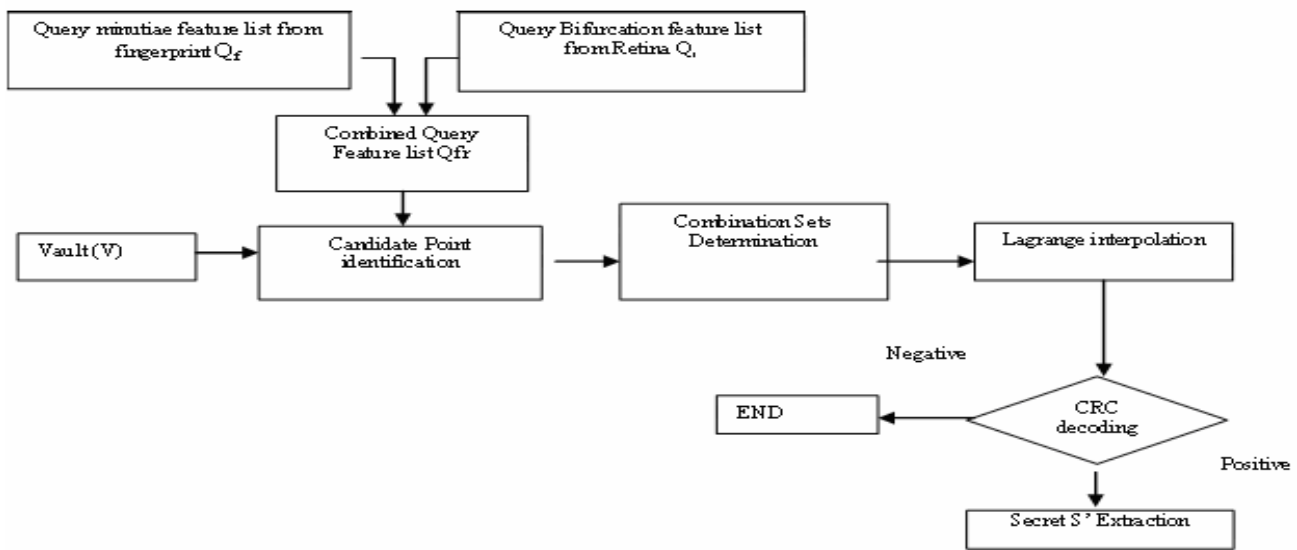 Query minutiae feature list from
fingerprint Qf
Query Bifurcation feature list
from Retina Qr
Combined Query
Feature list Qfr
Vault (V)
Candidate Point
identification
Combination Sets
Determination
Lagrange interpolation
Negative
END
CRC
decoding
Positive
Secret S' Extraction